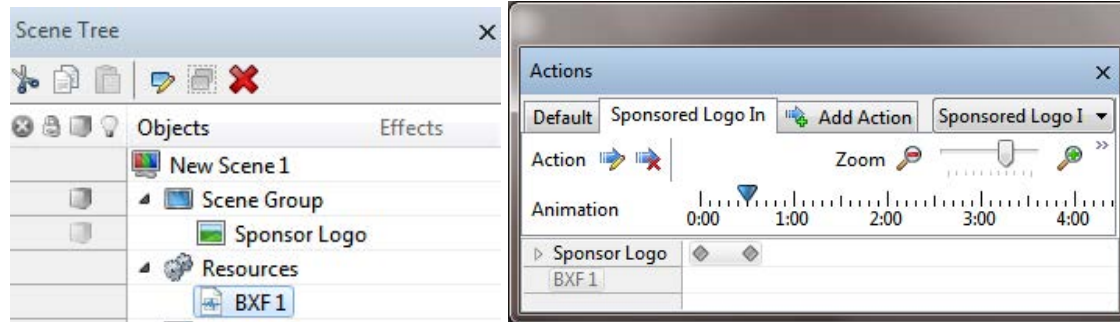 Scene Tree
Objects Effects
New Scene 1
Scene Group
Sponsor Logo
Resources
BXF 1
Actions
Default Sponsored Logo In Add Action Sponsored Logo I
Action Zoom
Animation 0:00 1:00 2:00 3:00 4:00
Sponsor Logo
BXF 1